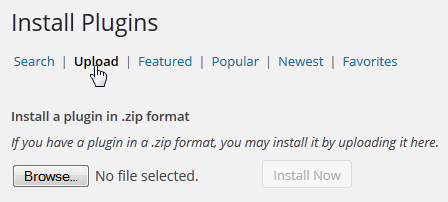 Install Plugins
Search | Upload | Featured | Popular | Newest | Favorites
Install a plugin in .zip format
If you have a plugin in a .zip format, you may install it by uploading it here.
Browse... No file selected. Install Now